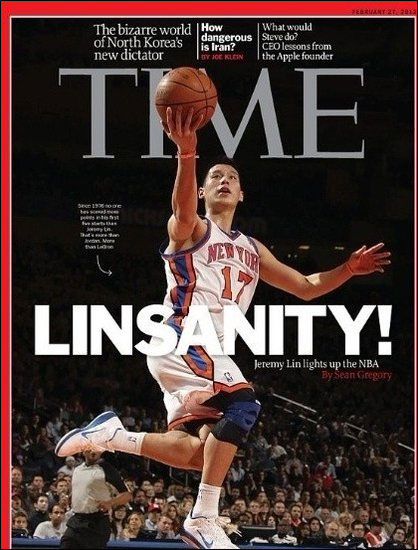 FEBRUARY 27, 2012
The bizarre world
of North Korea's
new dictator
How
dangerous
is Iran?
BY JOE KLEIN
What would
Steve do?
CEO lessons from
the Apple founder
TIME
Since 1976 no one
has scored more
points in his first
five starts than
Jeremy Lin.
That's more than
Jordan. More
than LeBron
NEW YORK
17
LINSANITY!
Jeremy Lin lights up the NBA
By Sean Gregory